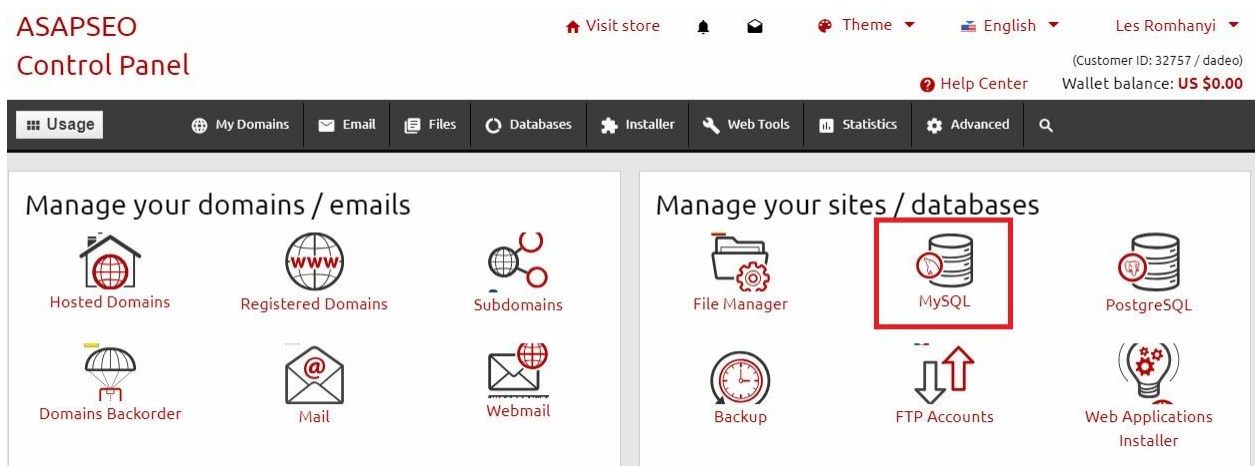 ASAPSEO
Control Panel
Visit store
Theme
English
Les Romhanyi
(Customer ID: 32757 / dadeo)
Help Center
Wallet balance: US $0.00
Usage
My Domains
Email
Files
Databases
Installer
Web Tools
Statistics
Advanced
Manage your domains / emails
www
Hosted Domains
Registered Domains
Subdomains
@
Domains Backorder
Mail
Webmail
Manage your sites / databases
File Manager
MySQL
PostgreSQL
Backup
FTP Accounts
Web Applications
Installer